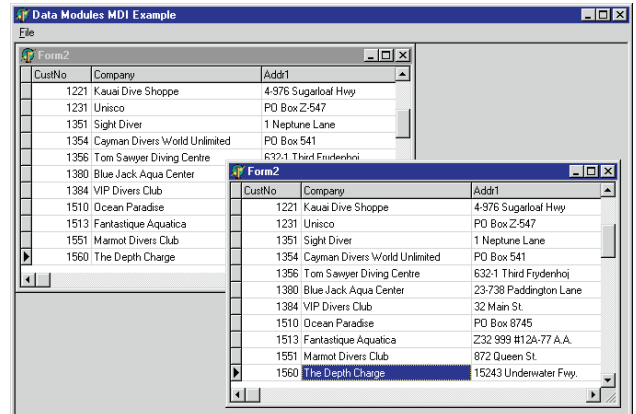 Data Modules MDI Example
File
Form2
CustNo Company Addr1
1221 Kauai Dive Shoppe 4-976 Sugarloaf Hwy
1231 Unisco PO Box Z-547
1351 Sight Diver 1 Neptune Lane
1354 Cayman Divers World Unlimited PO Box 541
1356 Tom Sawyer Diving Centre 632-1 Third Frydenhoj
1380 Blue Jack Aqua Center
1384 VIP Divers Club
1510 Ocean Paradise
1513 Fantastique Aquatica
1551 Marmot Divers Club
1560 The Depth Charge
Form2
CustNo Company Addr1
1221 Kauai Dive Shoppe 4-976 Sugarloaf Hwy
1231 Unisco PO Box Z-547
1351 Sight Diver 1 Neptune Lane
1354 Cayman Divers World Unlimited PO Box 541
1356 Tom Sawyer Diving Centre 632-1 Third Frydenhoj
1380 Blue Jack Aqua Center 23-738 Paddington Lane
1384 VIP Divers Club 32 Main St.
1510 Ocean Paradise PO Box 8745
1513 Fantastique Aquatica Z32 999 #12A-77 A.A.
1551 Marmot Divers Club 872 Queen St.
1560 The Depth Charge 15243 Underwater Fwy.